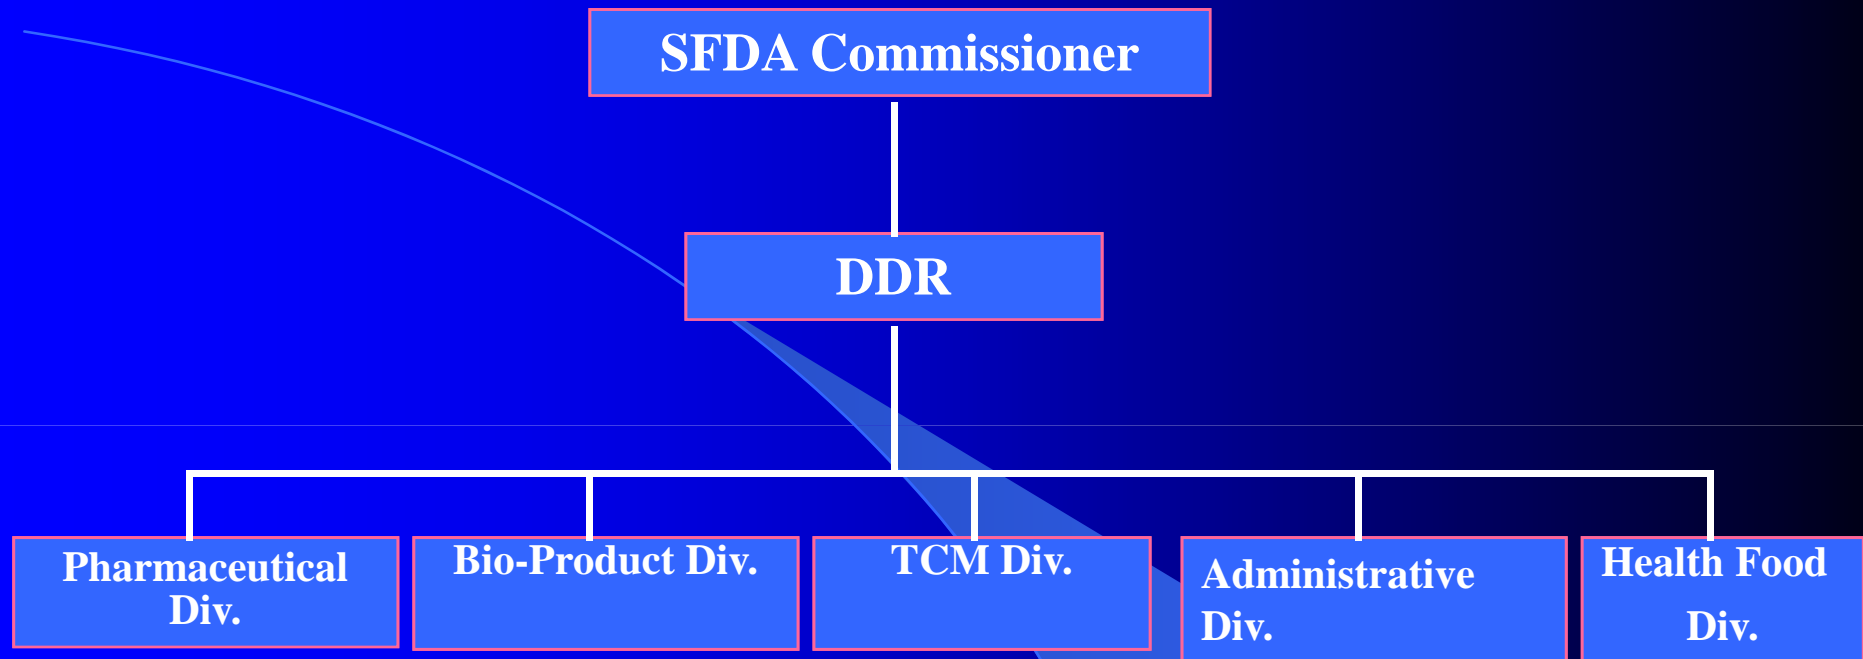 SFDA Commissioner
DDR
Pharmaceutical
Div.
Bio-Product Div.
TCM Div.
Administrative
Div.
Health Food
Div.